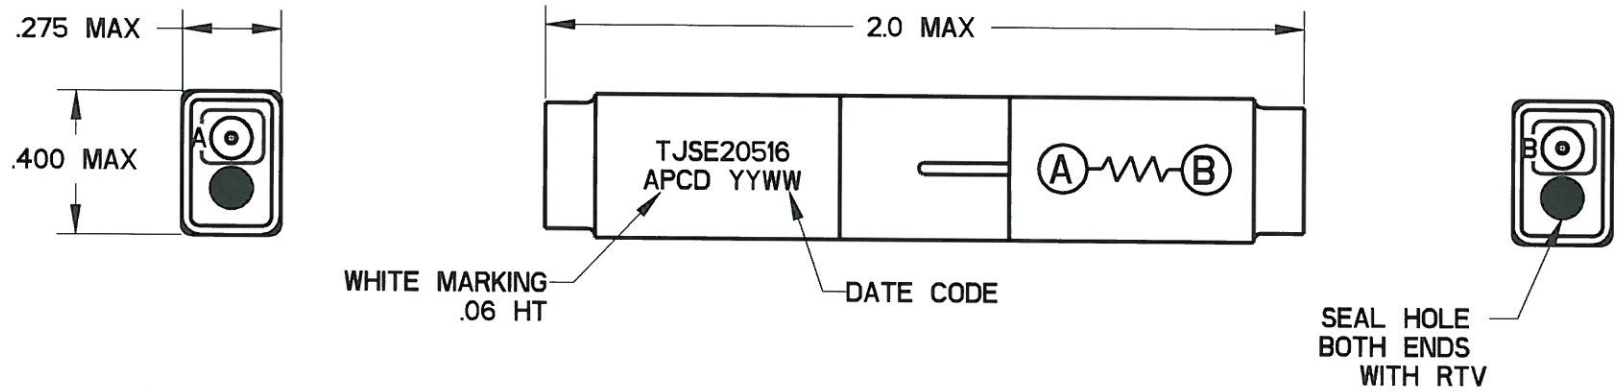 .275 MAX
2.0 MAX
.400 MAX
A
TJSE20516
APCD YYWW
A B
B
WHITE MARKING
.06 HT
DATE CODE
SEAL HOLE
BOTH ENDS
WITH RTV